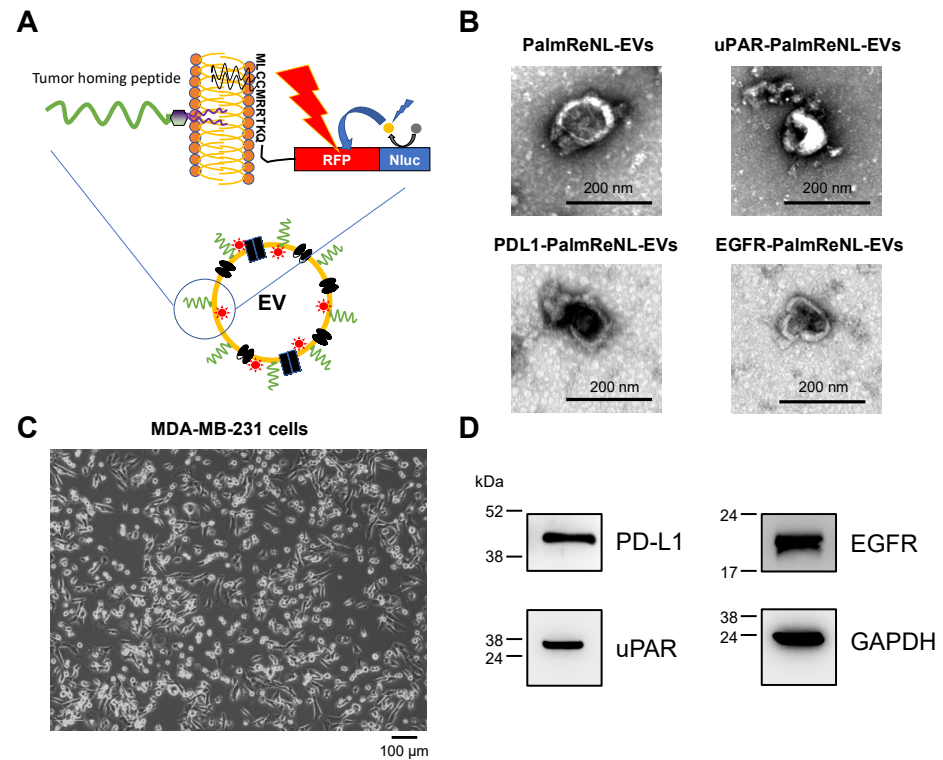 A
Tumor homing peptide
MLCCMRRTKQ
RFP
Nluc
EV
B
PalmReNL-EVs
uPAR-PalmReNL-EVs
200 nm
200 nm
PDL1-PalmReNL-EVs
EGFR-PalmReNL-EVs
200 nm
200 nm
C
MDA-MB-231 cells
100 µm
D
kDa
52
38
PD-L1
24
17
EGFR
38
24
uPAR
38
24
GAPDH